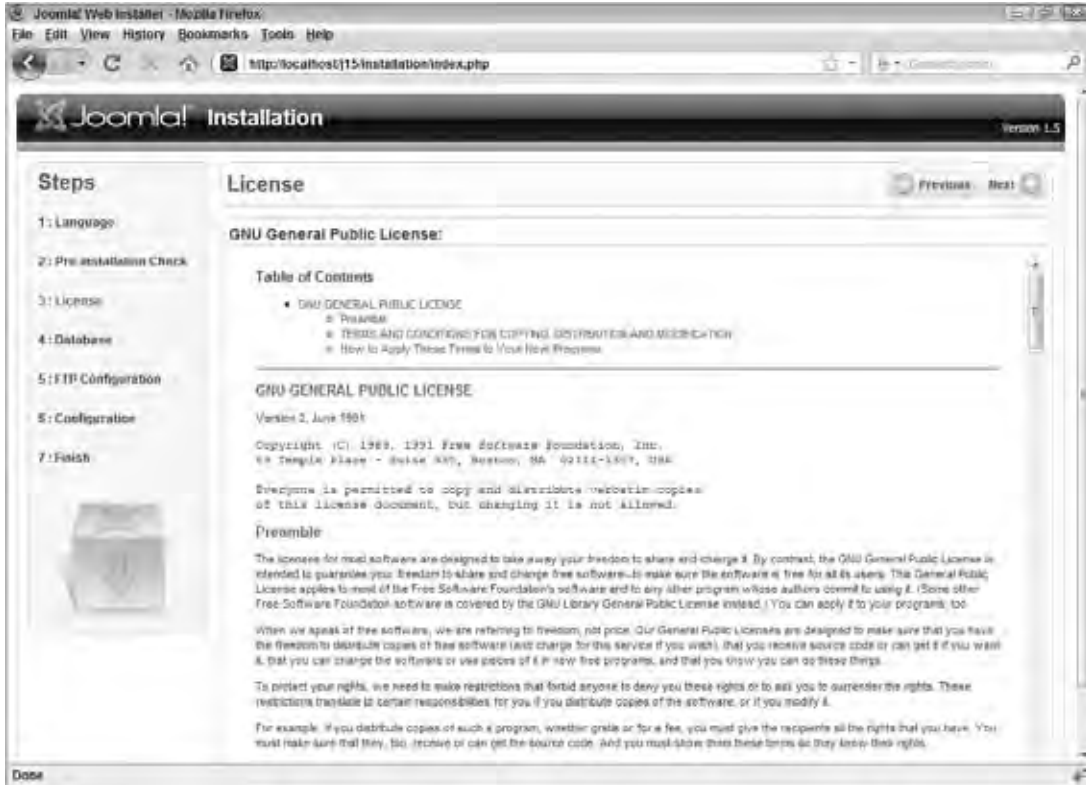 Joomla! Web Installer - Mozilla Firefox
File Edit View History Bookmarks Tools Help
http://localhost/j15/installation/index.php
Joomla! Installation
Version 1.5
Steps
License
Previous Next
1 : Language
2 : Pre-installation Check
3 : License
4 : Database
5 : FTP Configuration
6 : Configuration
7 : Finish
GNU General Public License:
Table of Contents
GNU GENERAL PUBLIC LICENSE
Preamble
TERMS AND CONDITIONS FOR COPYING, DISTRIBUTION AND MODIFICATION
How to Apply These Terms to Your New Programs
GNU GENERAL PUBLIC LICENSE
Version 2, June 1991
Copyright (C) 1989, 1991 Free Software Foundation, Inc.
59 Temple Place - Suite 330, Boston, MA 02111-1307, USA
Everyone is permitted to copy and distribute verbatim copies
of this license document, but changing it is not allowed.
Preamble
The licenses for most software are designed to take away your freedom to share and change it. By contrast, the GNU General Public License is
intended to guarantee your freedom to share and change free software--to make sure the software is free for all its users. This General Public
License applies to most of the Free Software Foundation's software and to any other program whose authors commit to using it. (Some other
Free Software Foundation software is covered by the GNU Library General Public License instead.) You can apply it to your programs, too.
When we speak of free software, we are referring to freedom, not price. Our General Public Licenses are designed to make sure that you have
the freedom to distribute copies of free software (and charge for this service if you wish), that you receive source code or can get it if you want
it, that you can change the software or use pieces of it in new free programs; and that you know you can do these things.
To protect your rights, we need to make restrictions that forbid anyone to deny you these rights or to ask you to surrender the rights. These
restrictions translate to certain responsibilities for you if you distribute copies of the software, or if you modify it.
For example, if you distribute copies of such a program, whether gratis or for a fee, you must give the recipients all the rights that you have. You
must make sure that they, too, receive or can get the source code. And you must show them these terms so they know their rights.
Done